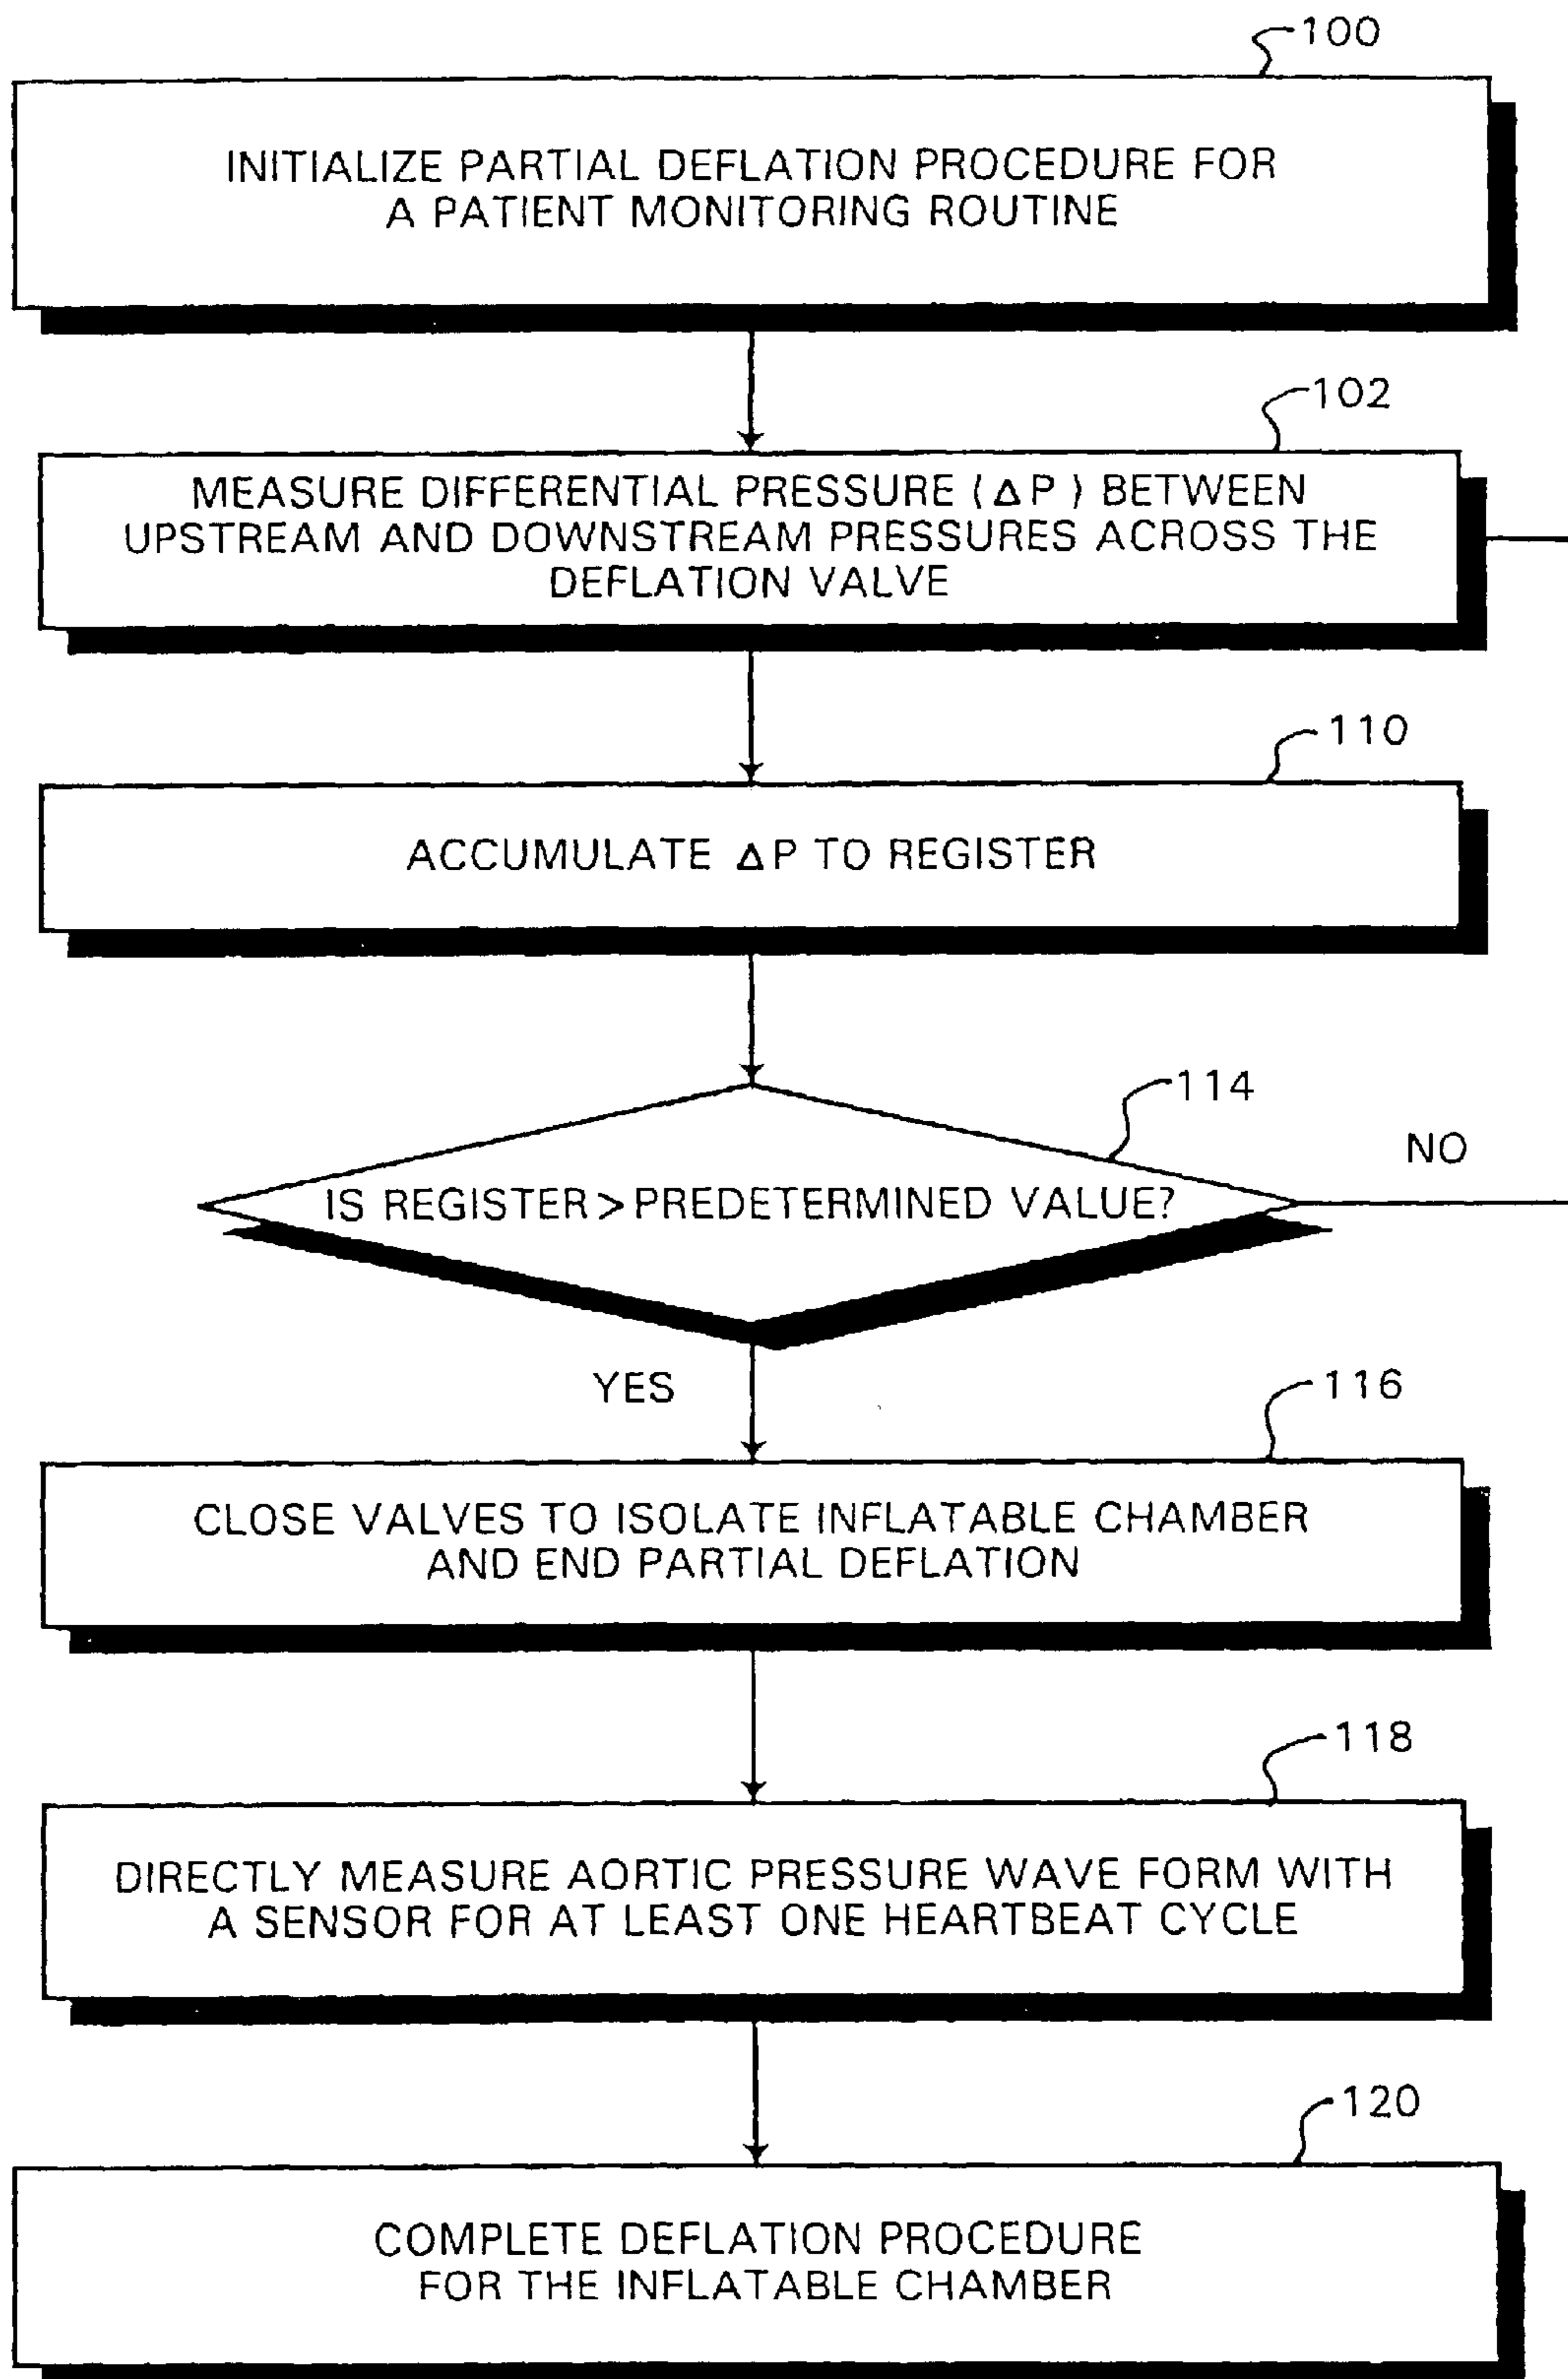 100
INITIALIZE PARTIAL DEFLATION PROCEDURE FOR
A PATIENT MONITORING ROUTINE
102
MEASURE DIFFERENTIAL PRESSURE (ΔP) BETWEEN
UPSTREAM AND DOWNSTREAM PRESSURES ACROSS THE
DEFLATION VALVE
110
ACCUMULATE ΔP TO REGISTER
114
NO
IS REGISTER>PREDETERMINED VALUE?
YES
116
CLOSE VALVES TO ISOLATE INFLATABLE CHAMBER
AND END PARTIAL DEFLATION
118
DIRECTLY MEASURE AORTIC PRESSURE WAVE FORM WITH
A SENSOR FOR AT LEAST ONE HEARTBEAT CYCLE
120
COMPLETE DEFLATION PROCEDURE
FOR THE INFLATABLE CHAMBER